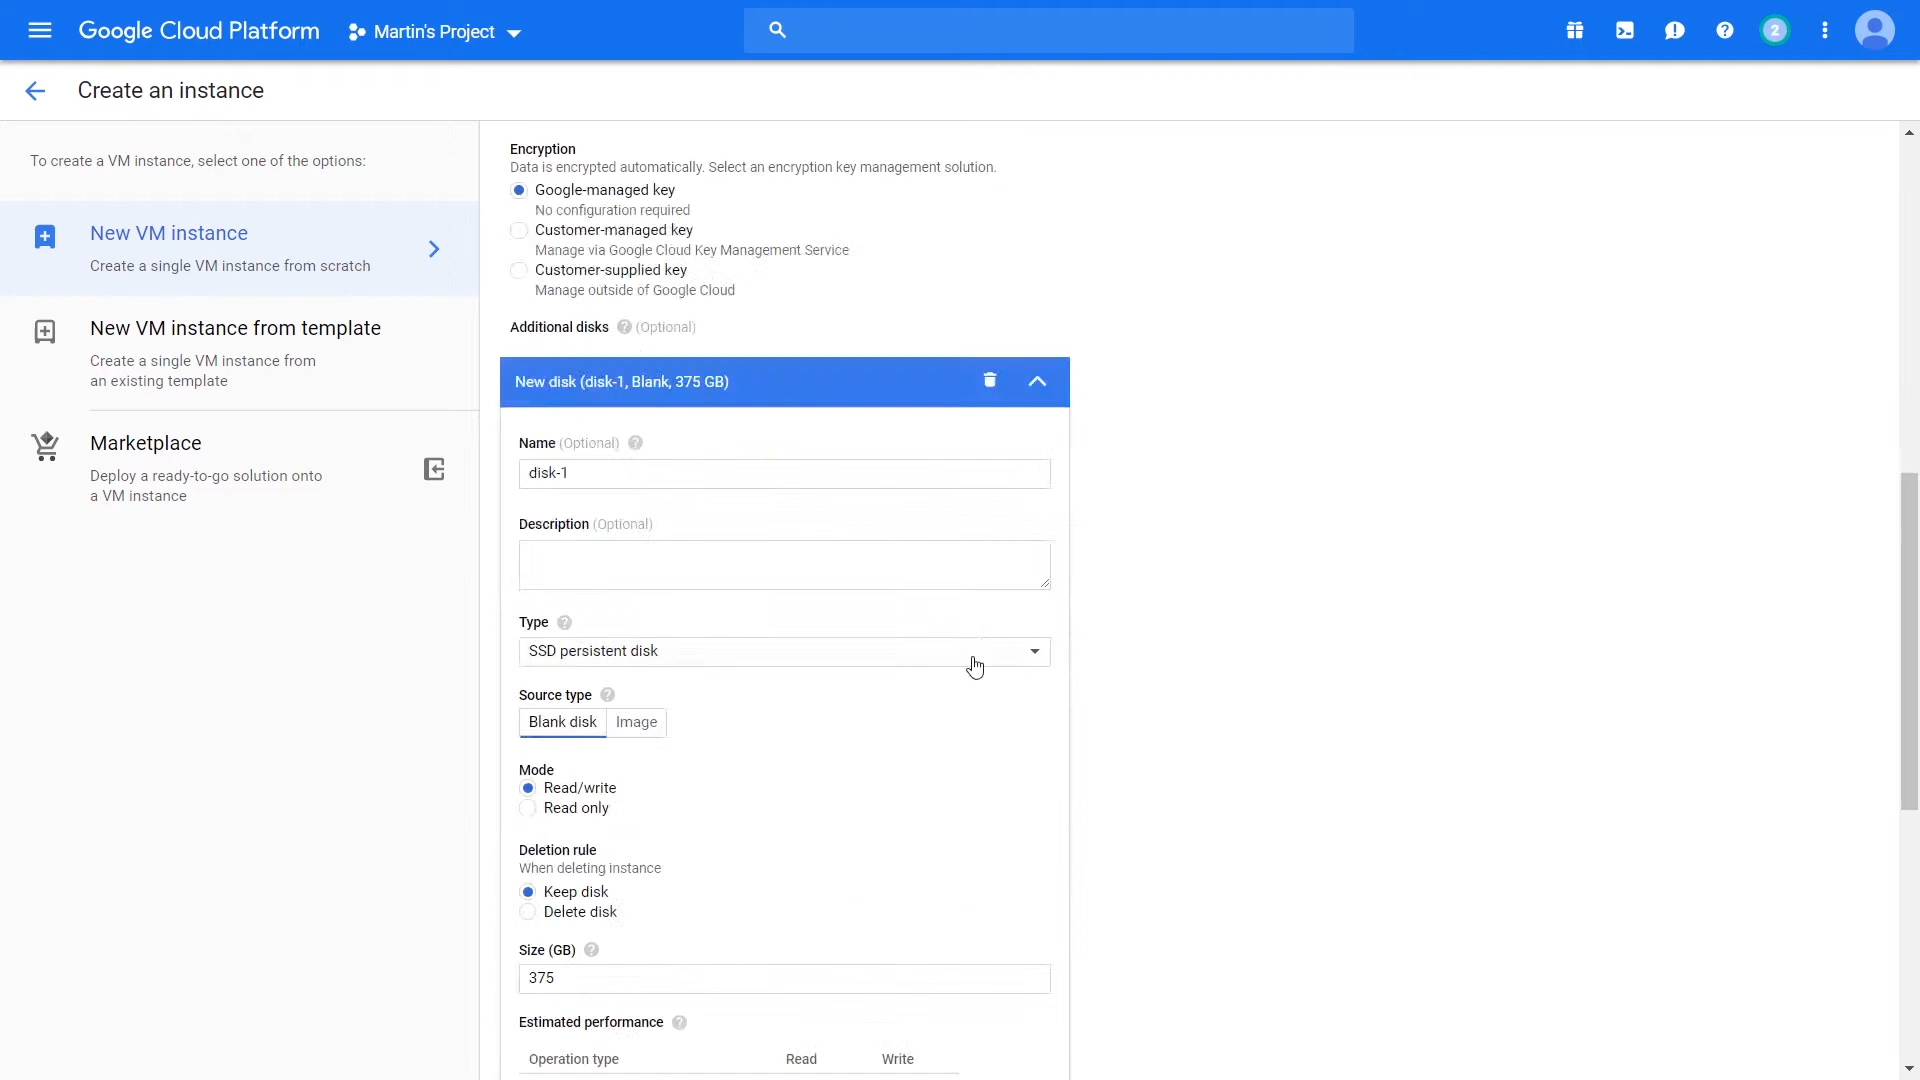 Google Cloud Platform
Martin's Project
2
Create an instance
To create a VM instance, select one of the options:
New VM instance
Create a single VM instance from scratch
New VM instance from template
Create a single VM instance from
an existing template
Marketplace
Deploy a ready-to-go solution onto
a VM instance
Encryption
Data is encrypted automatically. Select an encryption key management solution.
Google-managed key
No configuration required
Customer-managed key
Manage via Google Cloud Key Management Service
Customer-supplied key
Manage outside of Google Cloud
Additional disks ? (Optional)
New disk (disk-1, Blank, 375 GB)
Name (Optional) ?
disk-1
Description (Optional)
Type ?
SSD persistent disk
Source type ?
Blank disk Image
Mode
Read/write
Read only
Deletion rule
When deleting instance
Keep disk
Delete disk
Size (GB) ?
375
Estimated performance ?
Operation type Read Write